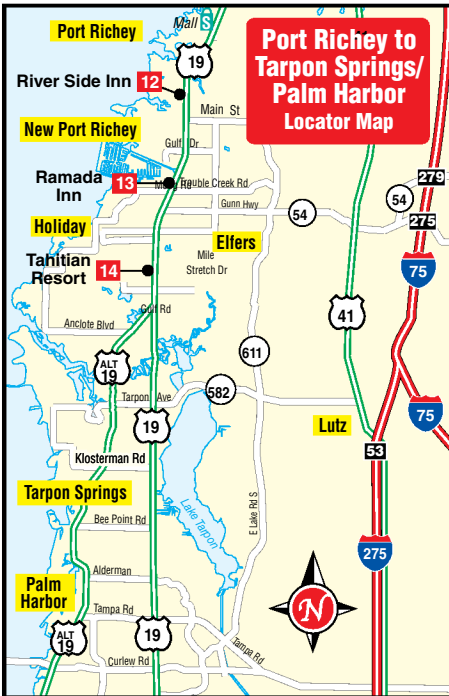 Port Richey
Mall S
19
Port Richey to
Tarpon Springs/
Palm Harbor
Locator Map
River Side Inn 12
Main St
New Port Richey
Gulf Dr
Ramada
Inn
13
Trouble Creek Rd
279
54
Gunn Hwy
54
275
Holiday
Elfers
Tahitian
Resort
14
Mile
Stretch Dr
75
Gulf Rd
41
Anclote Blvd
611
ALT
19
582
Tarpon Ave
75
19
Lutz
53
Klosterman Rd
Tarpon Springs
Lake Tarpon
E Lake Rd S
Bee Point Rd
275
Alderman
Palm
Harbor
N
Tampa Rd
ALT
19
19
Tampa Rd
Curlew Rd